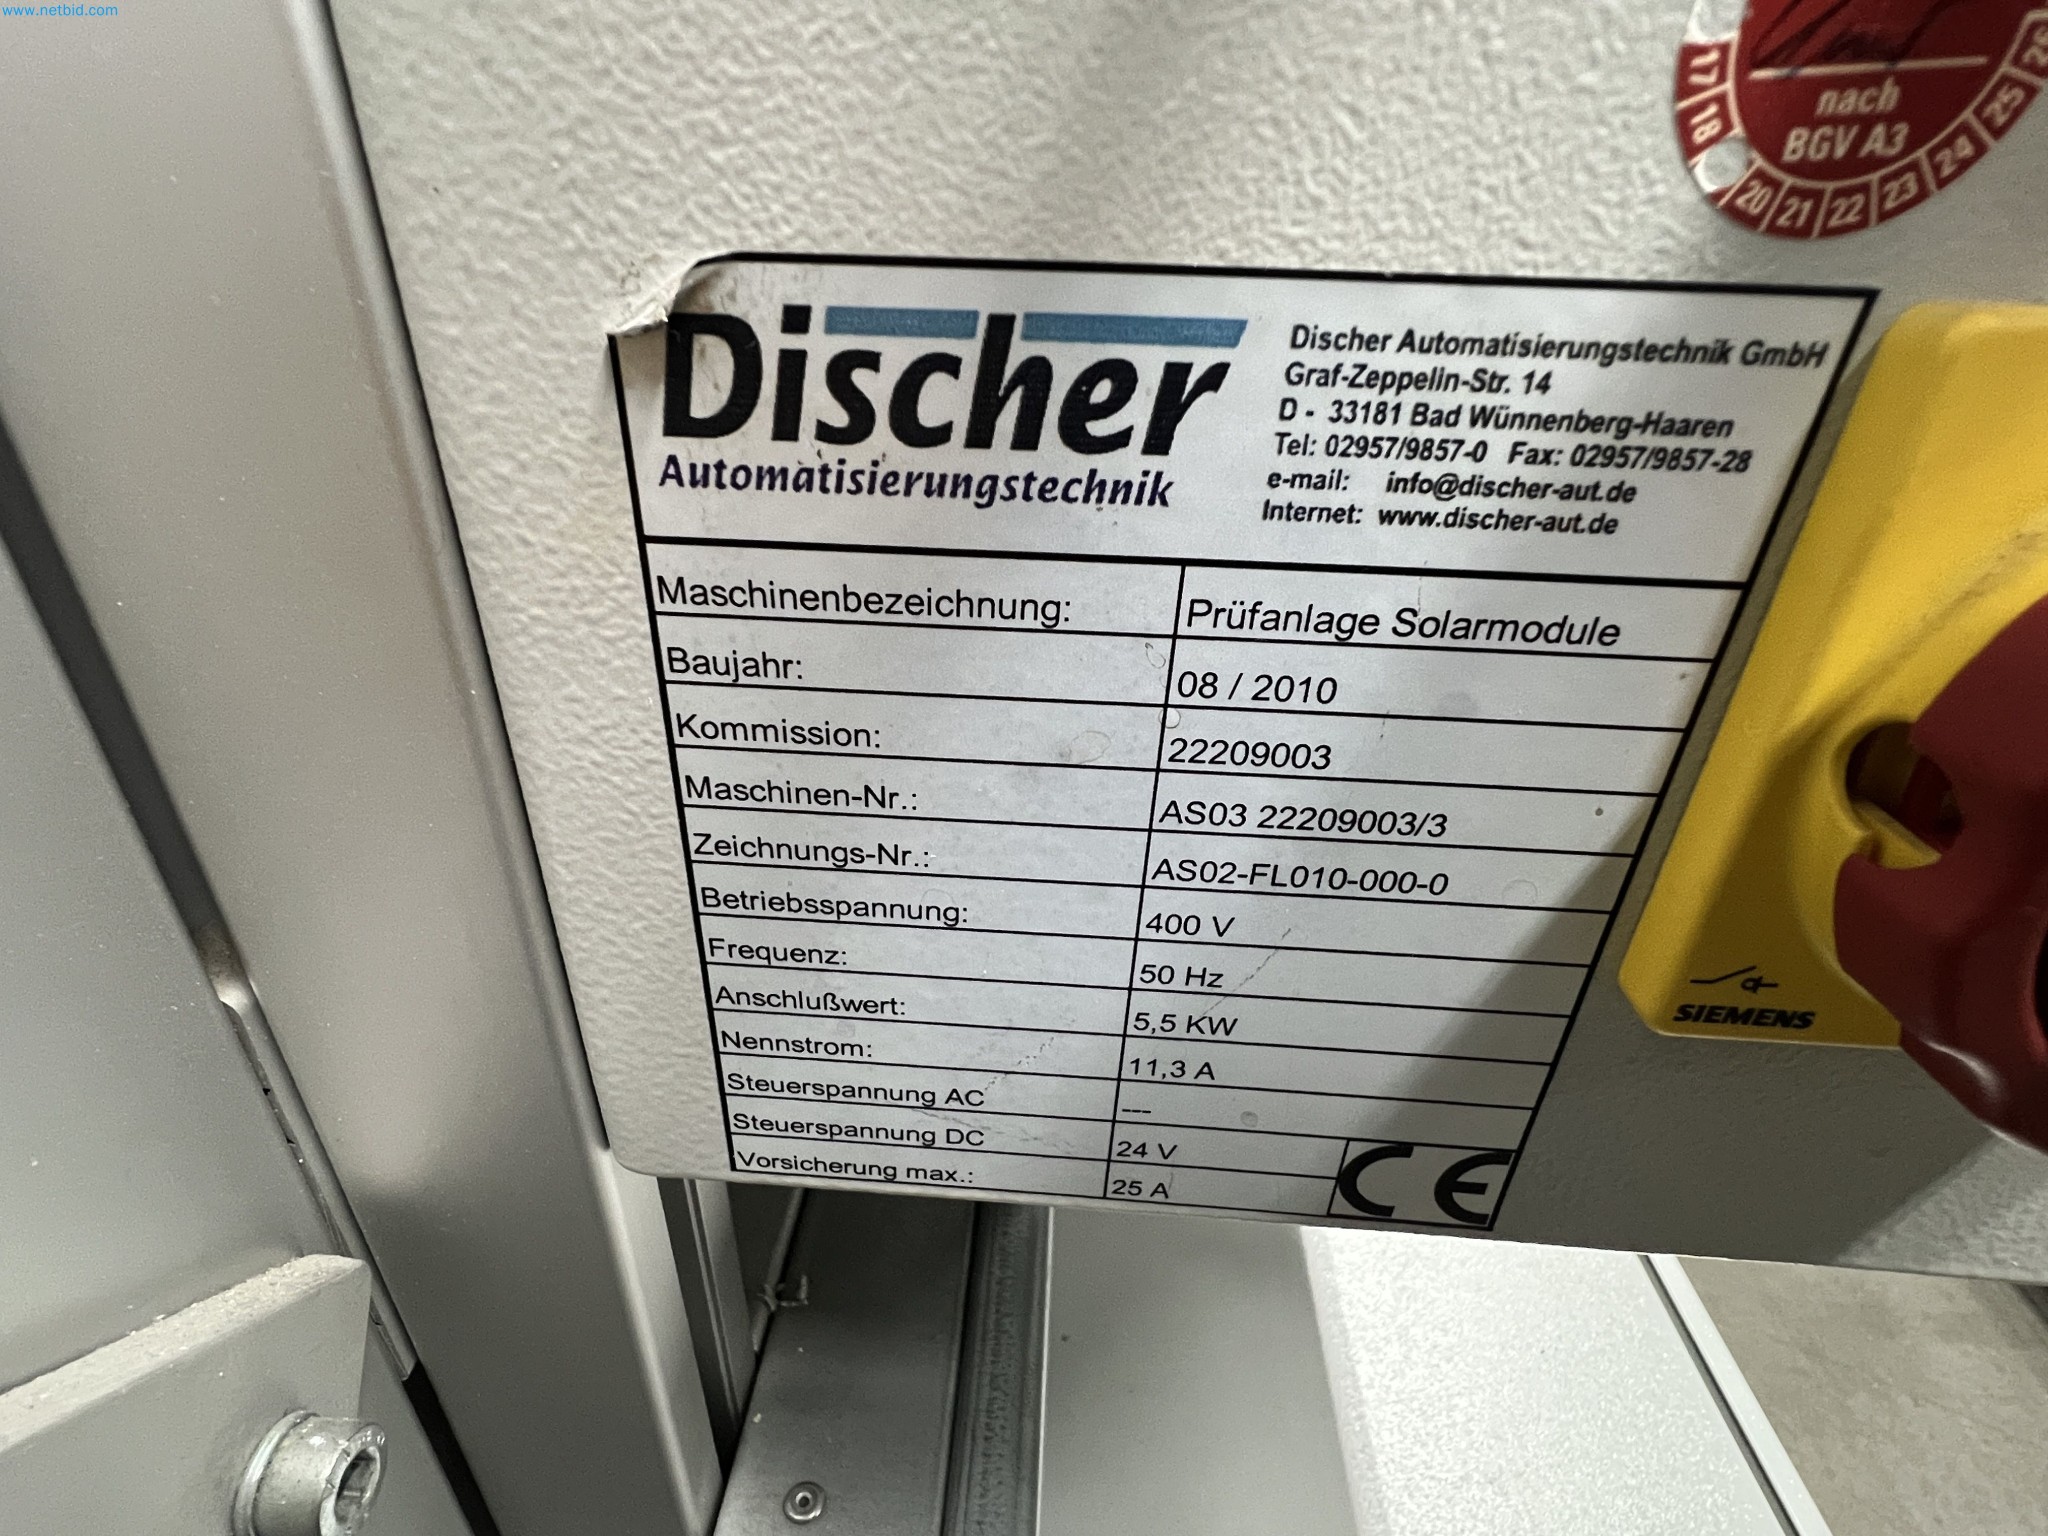 www.netbid.com
17 18 20 21 22 23 24 25 26
nach
BGV A3
Discher
Automatisierungstechnik
Discher Automatisierungstechnik GmbH
Graf-Zeppelin-Str. 14
D - 33181 Bad Wünnenberg-Haaren
Tel: 02957/9857-0 Fax: 02957/9857-28
e-mail: info@discher-aut.de
Internet: www.discher-aut.de
Maschinenbezeichnung: Prüfanlage Solarmodule
Baujahr: 08 / 2010
Kommission: 22209003
Maschinen-Nr.: AS03 22209003/3
Zeichnungs-Nr.: AS02-FL010-000-0
Betriebsspannung: 400 V
Frequenz: 50 Hz
Anschlußwert: 5,5 KW
Nennstrom: 11,3 A
Steuerspannung AC ---
Steuerspannung DC 24 V
Vorsicherung max.: 25 A
CE
SIEMENS